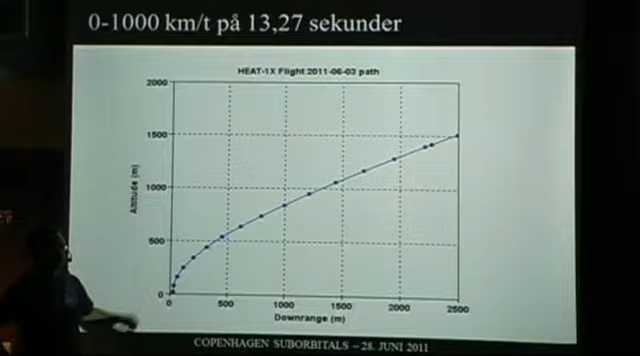 0-1000 km/t på 13,27 sekunder
HEAT-1X Flight 2011-06-03 path
2000
1500
1000
500
0
Altitude (m)
0 500 1000 1500 2000 2500
Downrange (m)
COPENHAGEN SUBORBITALS – 28. JUNI 2011